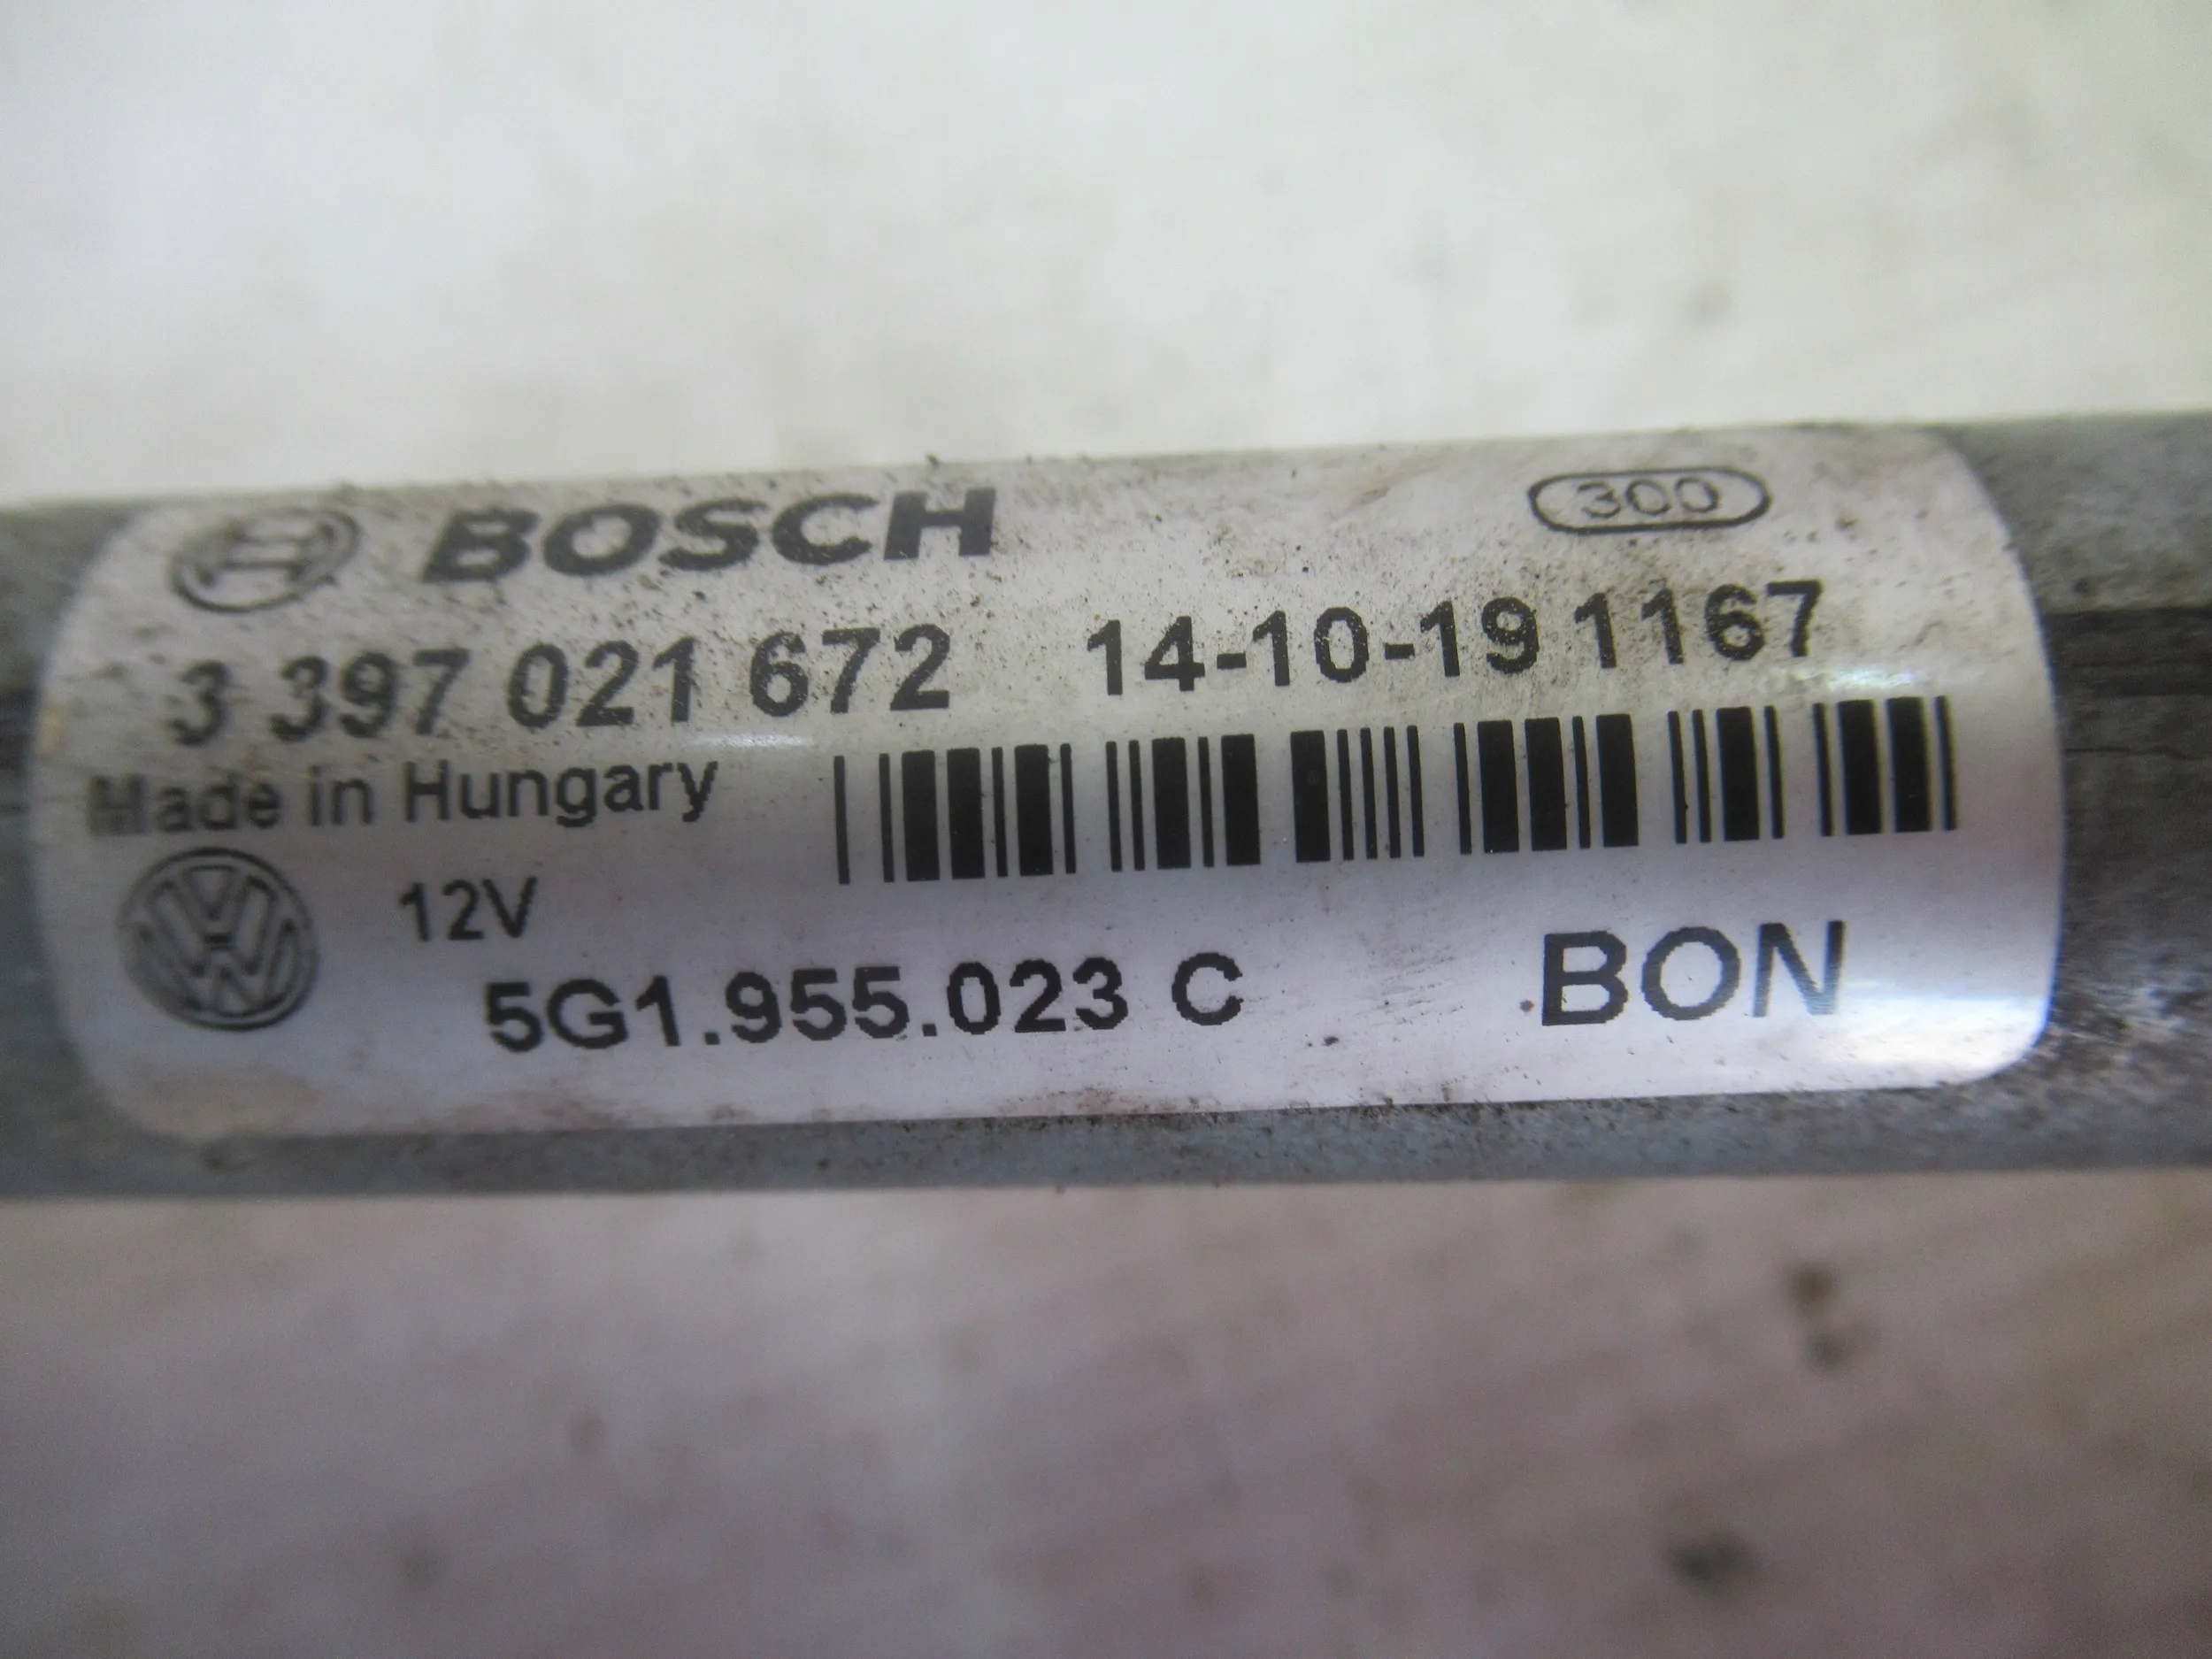 BOSCH 300
3 397 021 672 14-10-19 1167
Made in Hungary
12V
5G1.955.023 C BON